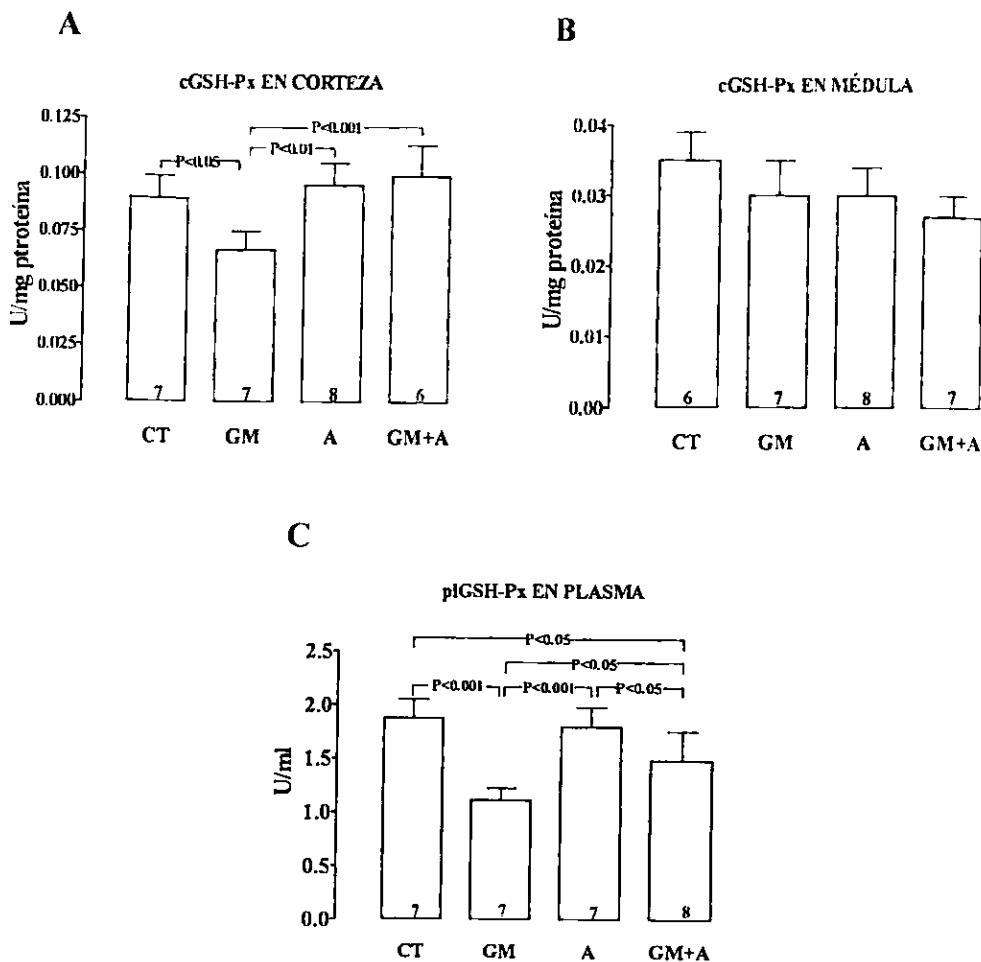 A
cGSH-Px EN CORTEZA
U/mg ptroteína
0.125
0.100
0.075
0.050
0.025
0.000
P<0.001
P<0.05
P<0.01
7 7 8 6
CT GM A GM+A
B
cGSH-Px EN MÉDULA
U/mg proteína
0.04
0.03
0.02
0.01
0.00
6 7 8 7
CT GM A GM+A
C
plGSH-Px EN PLASMA
U/ml
2.5
2.0
1.5
1.0
0.5
0.0
P<0.05
P<0.05
P<0.001 P<0.001 P<0.05
7 7 7 8
CT GM A GM+A